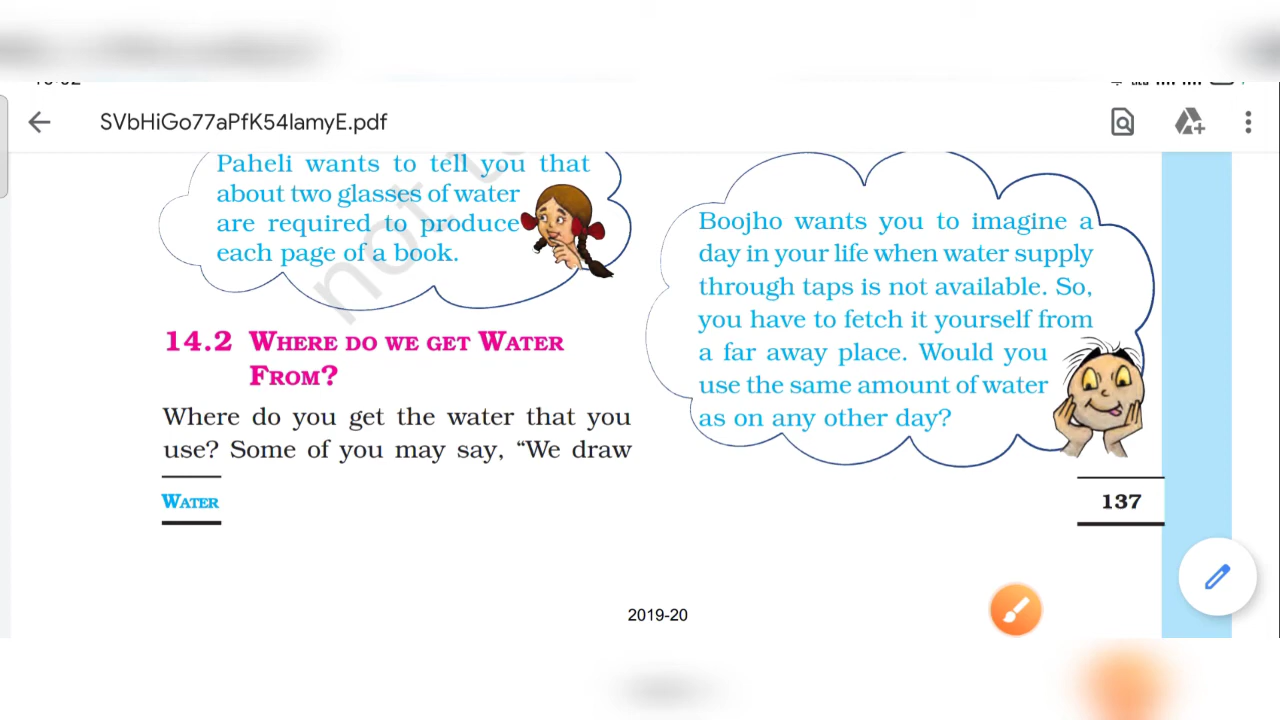 SVbHiGo77aPfK54lamyE.pdf
Paheli wants to tell you that
about two glasses of water
are required to produce
each page of a book.
not
14.2 WHERE DO WE GET WATER
FROM?
Where do you get the water that you
use? Some of you may say, “We draw
Boojho wants you to imagine a
day in your life when water supply
through taps is not available. So,
you have to fetch it yourself from
a far away place. Would you
use the same amount of water
as on any other day?
WATER
137
2019-20